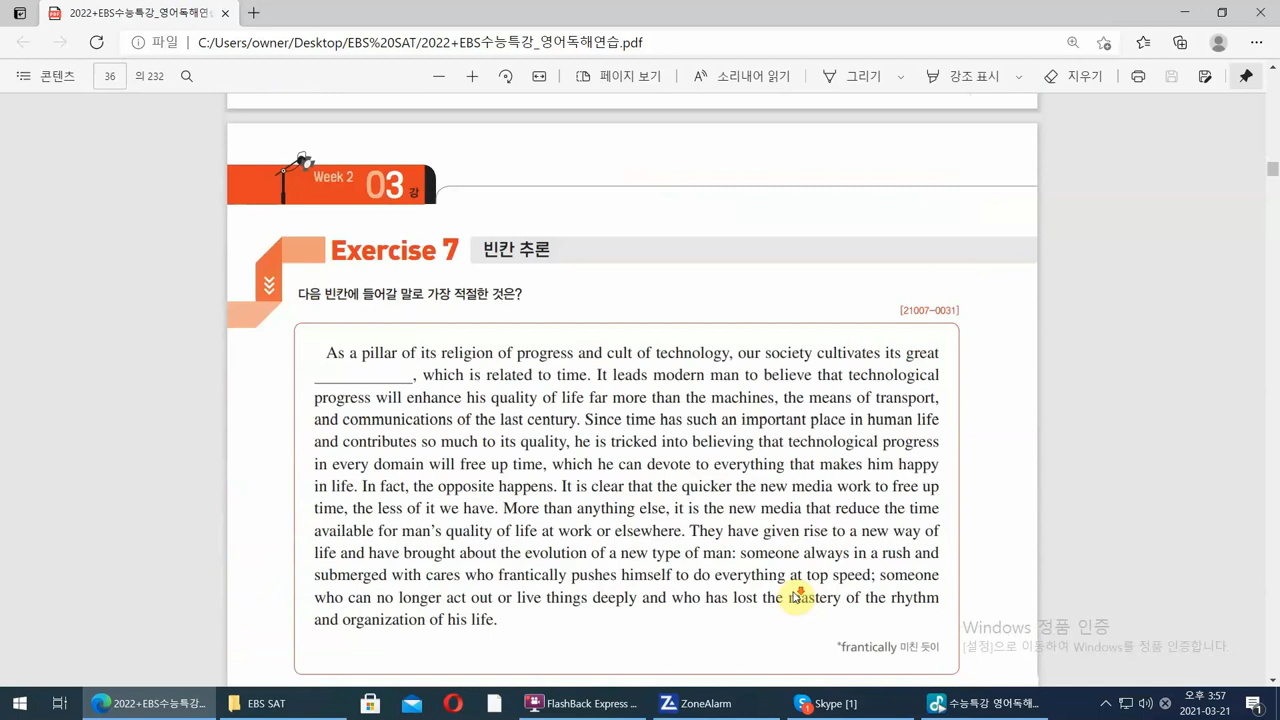 2022+EBS수능특강_영어독해연습
파일 C:/Users/owner/Desktop/EBS%20SAT/2022+EBS수능특강_영어독해연습.pdf
콘텐츠 36 의 232 페이지 보기 소리내어 읽기 그리기 강조 표시 지우기
Week 2 03 강
Exercise 7 빈칸 추론
다음 빈칸에 들어갈 말로 가장 적절한 것은?
[21007-0031]
As a pillar of its religion of progress and cult of technology, our society cultivates its great
____________, which is related to time. It leads modern man to believe that technological
progress will enhance his quality of life far more than the machines, the means of transport,
and communications of the last century. Since time has such an important place in human life
and contributes so much to its quality, he is tricked into believing that technological progress
in every domain will free up time, which he can devote to everything that makes him happy
in life. In fact, the opposite happens. It is clear that the quicker the new media work to free up
time, the less of it we have. More than anything else, it is the new media that reduce the time
available for man's quality of life at work or elsewhere. They have given rise to a new way of
life and have brought about the evolution of a new type of man: someone always in a rush and
submerged with cares who frantically pushes himself to do everything at top speed; someone
who can no longer act out or live things deeply and who has lost the mastery of the rhythm
and organization of his life.
*frantically 미친 듯이
Windows 정품 인증
[설정]으로 이동하여 Windows를 정품 인증합니다.
2022+EBS수능특강_... EBS SAT FlashBack Express ... ZoneAlarm Skype [1] 수능특강 영어독해... 오후 3:57
2021-03-21